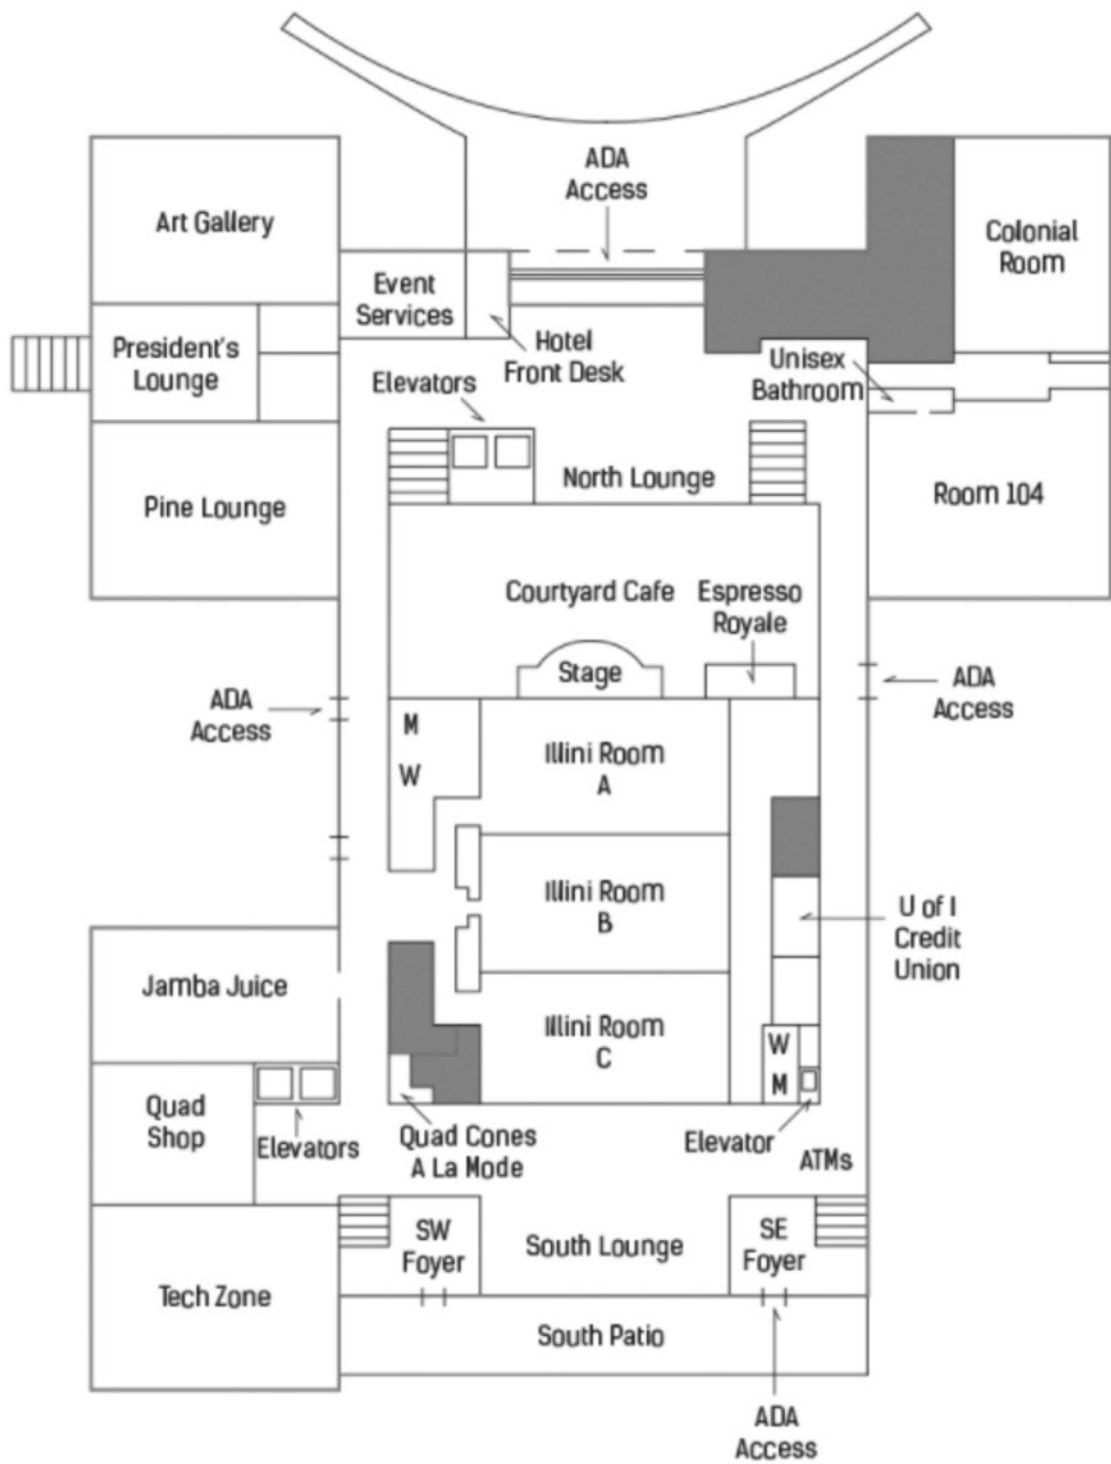 ADA
Access
Art Gallery
Colonial
Room
Event
Services
Hotel
Front Desk
President's
Lounge
Unisex
Bathroom
Elevators
North Lounge
Pine Lounge
Room 104
Courtyard Cafe
Espresso
Royale
Stage
ADA
Access
ADA
Access
M
W
Illini Room
A
Illini Room
B
U of I
Credit
Union
Jamba Juice
Illini Room
C
W
M
Quad
Shop
Elevators
Quad Cones
A La Mode
Elevator
ATMs
SW
Foyer
South Lounge
SE
Foyer
Tech Zone
South Patio
ADA
Access